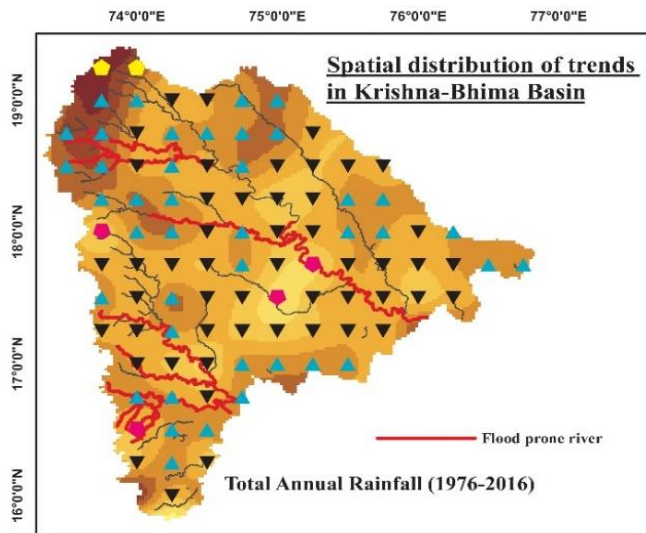 74°0'0"E 75°0'0"E 76°0'0"E 77°0'0"E
Spatial distribution of trends
in Krishna-Bhima Basin
19°0'0"N
18°0'0"N
17°0'0"N
16°0'0"N
Flood prone river
Total Annual Rainfall (1976-2016)